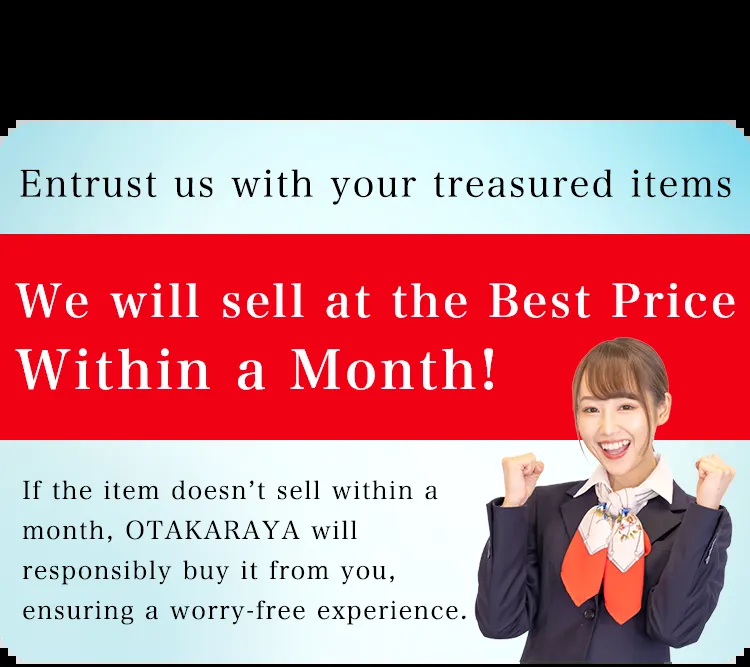 Entrust us with your treasured items
We will sell at the Best Price
Within a Month!
If the item doesn’t sell within a
month, OTAKARAYA will
responsibly buy it from you,
ensuring a worry-free experience.